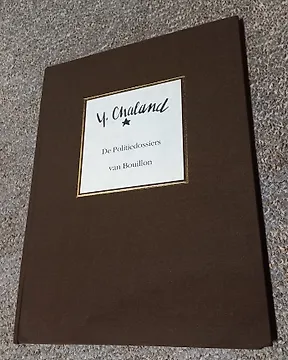 Y. Chaland
De Politiedossiers
van Bouillon